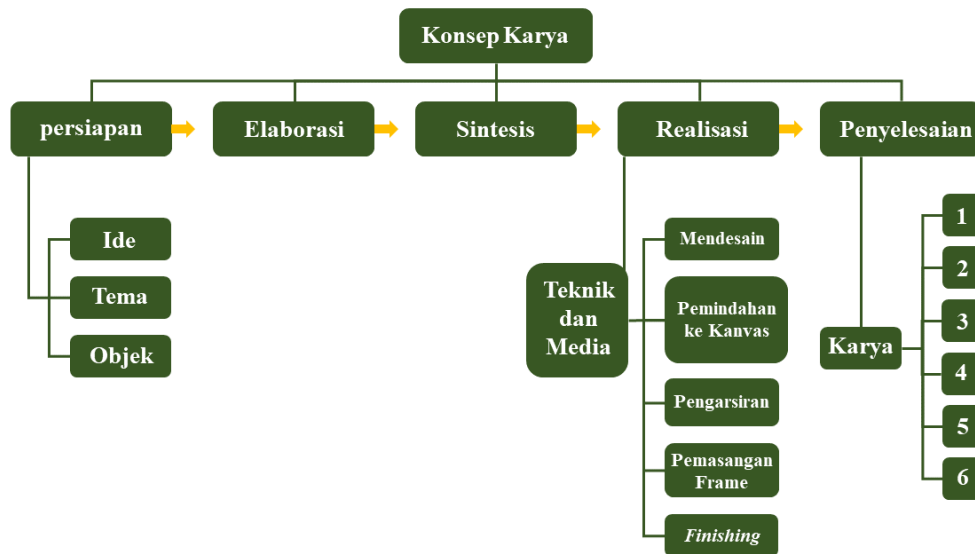 Konsep Karya
persiapan
Elaborasi
Sintesis
Realisasi
Penyelesaian
Ide
Tema
Objek
Teknik
dan
Media
Mendesain
Pemindahan
ke Kanvas
Pengarsiran
Pemasangan
Frame
Finishing
Karya
1
2
3
4
5
6